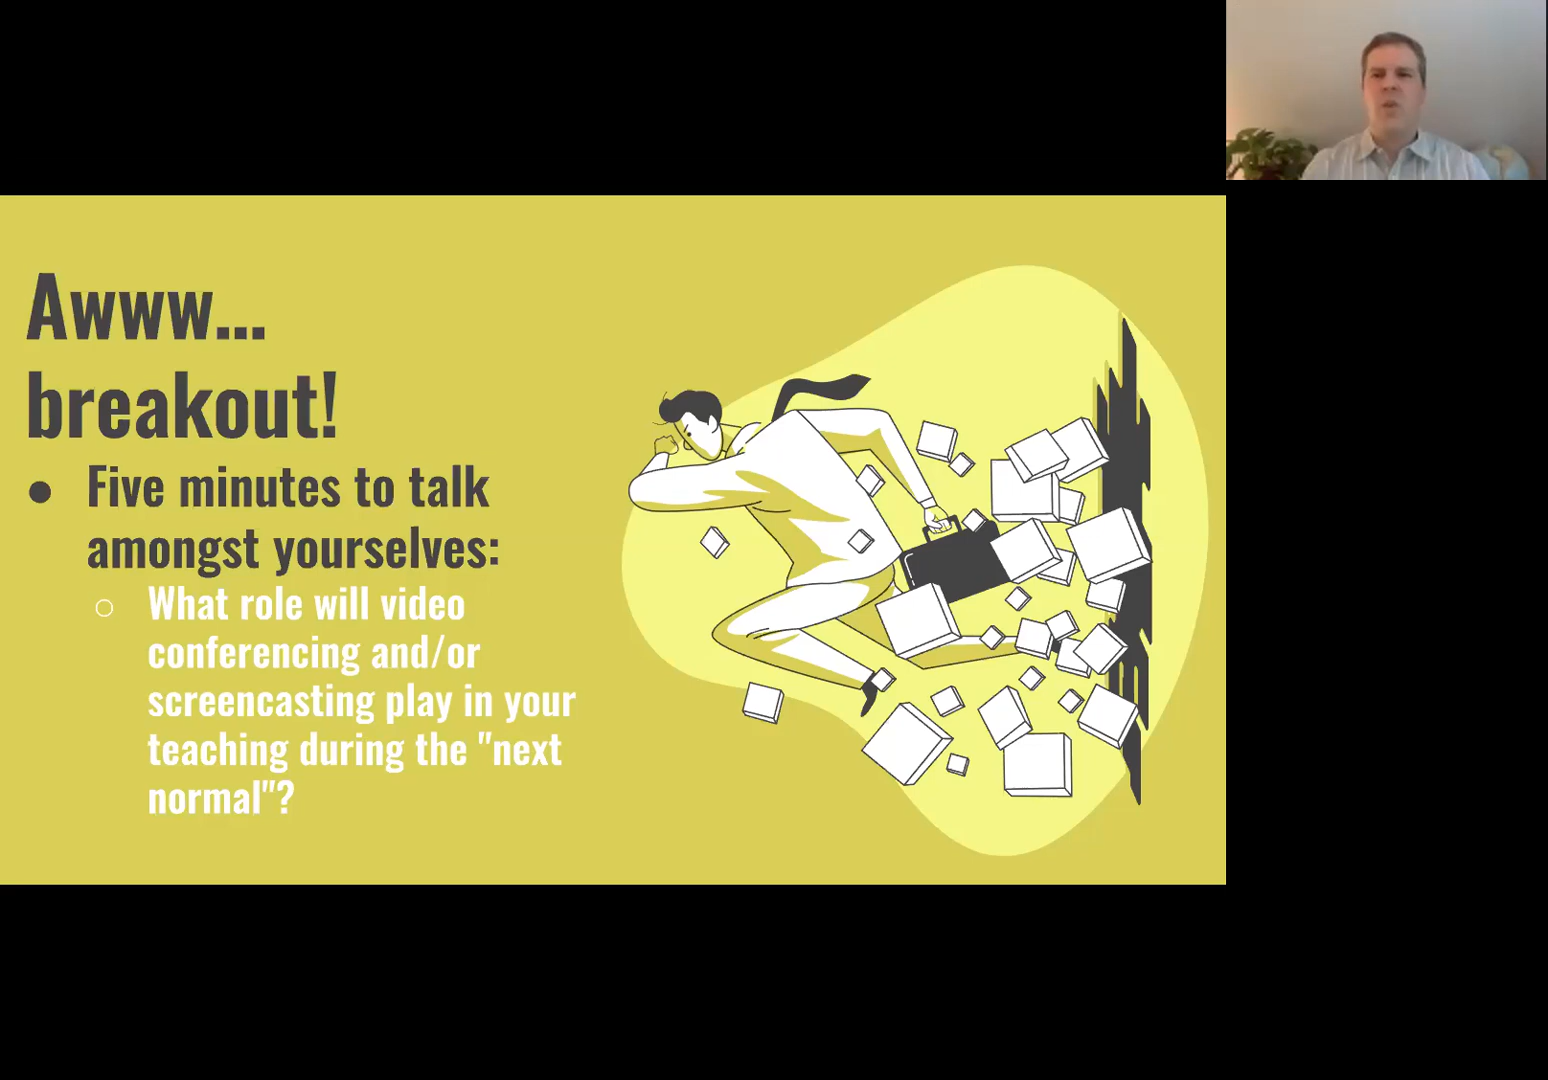 Awww...
breakout!
● Five minutes to talk
amongst yourselves:
○ What role will video
conferencing and/or
screencasting play in your
teaching during the "next
normal"?